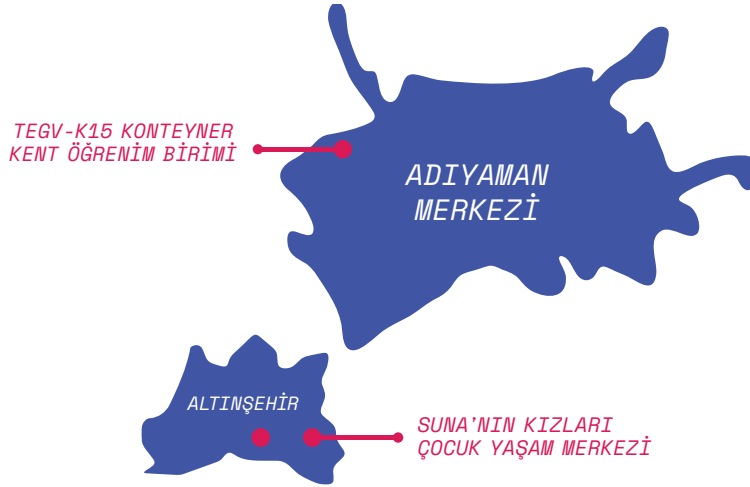 TEGV-K15 KONTEYNER
KENT ÖĞRENİM BİRİMİ
ADIYAMAN
MERKEZİ
ALTINŞEHİR
SUNA'NIN KIZLARI
ÇOCUK YAŞAM MERKEZİ